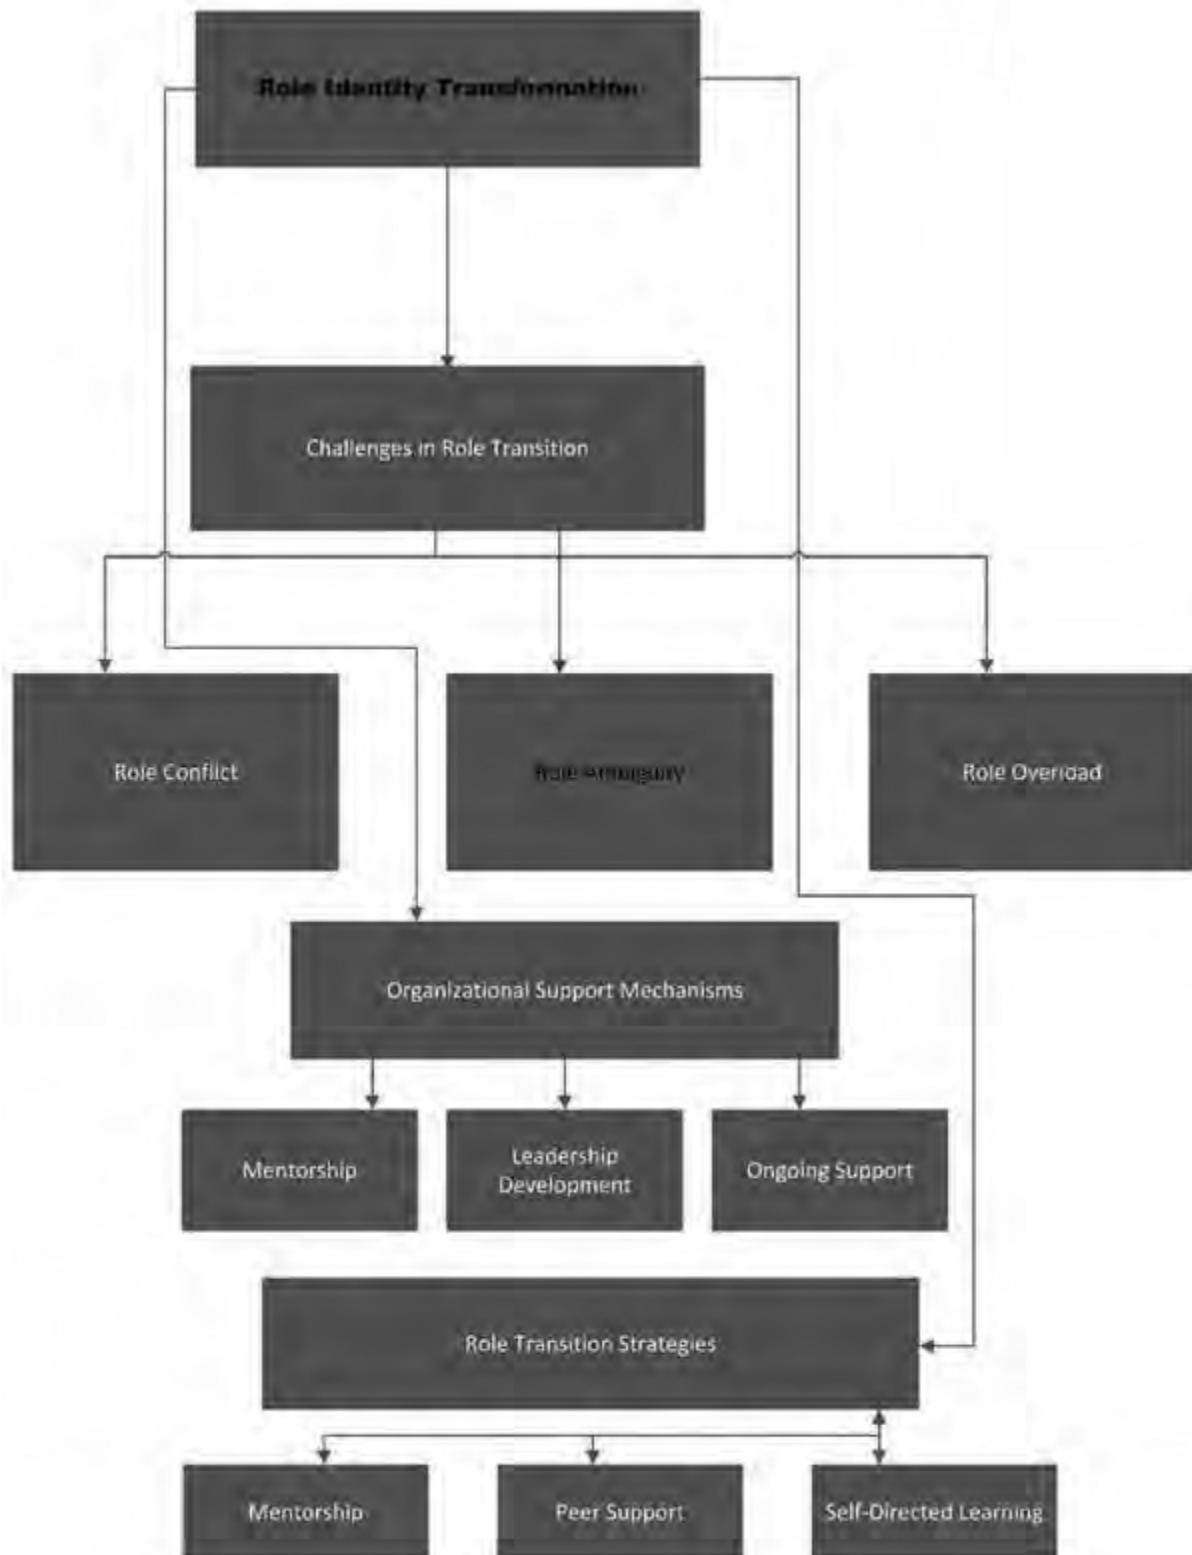 Role Identity Transformation
Challenges in Role Transition
Role Conflict
Role Ambiguity
Role Overload
Organizational Support Mechanisms
Mentorship
Leadership
Development
Ongoing Support
Role Transition Strategies
Mentorship
Peer Support
Self-Directed Learning